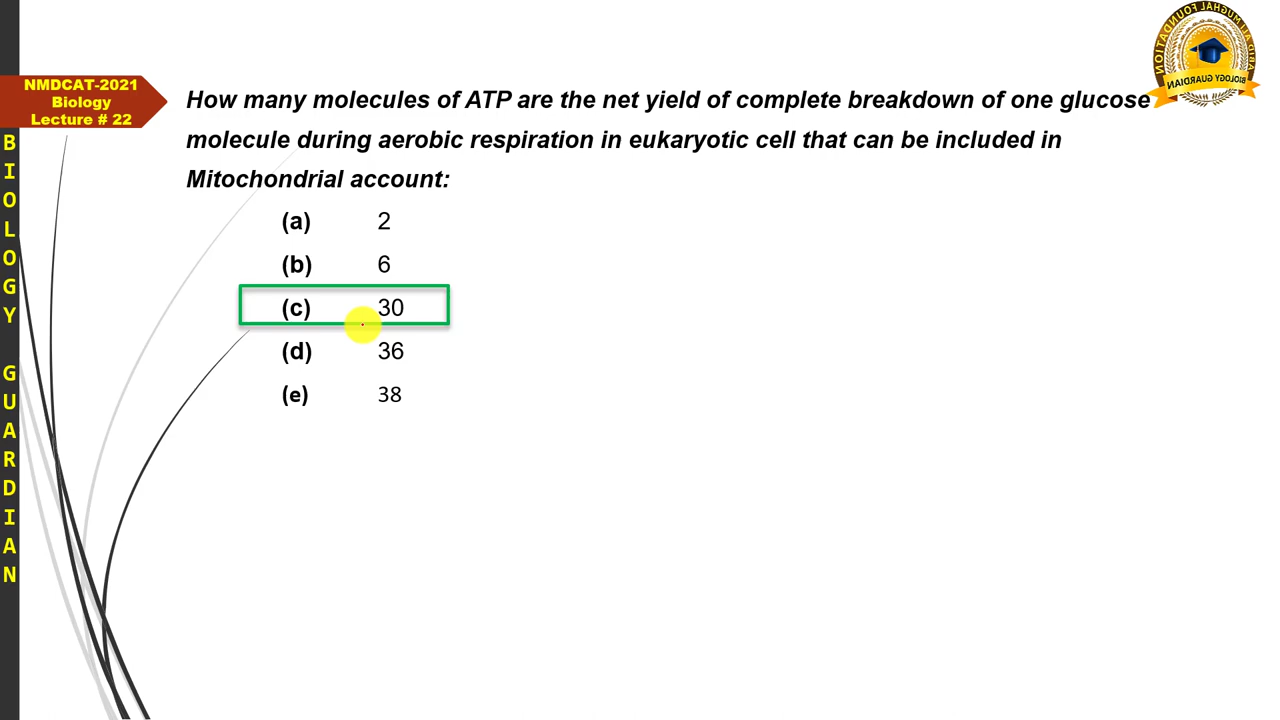 NMDCAT-2021
Biology
Lecture # 22
BIOLOGY GUARDIAN
How many molecules of ATP are the net yield of complete breakdown of one glucose
molecule during aerobic respiration in eukaryotic cell that can be included in
Mitochondrial account:
(a) 2
(b) 6
(c) 30
(d) 36
(e) 38
BIOLOGY GUARDIAN